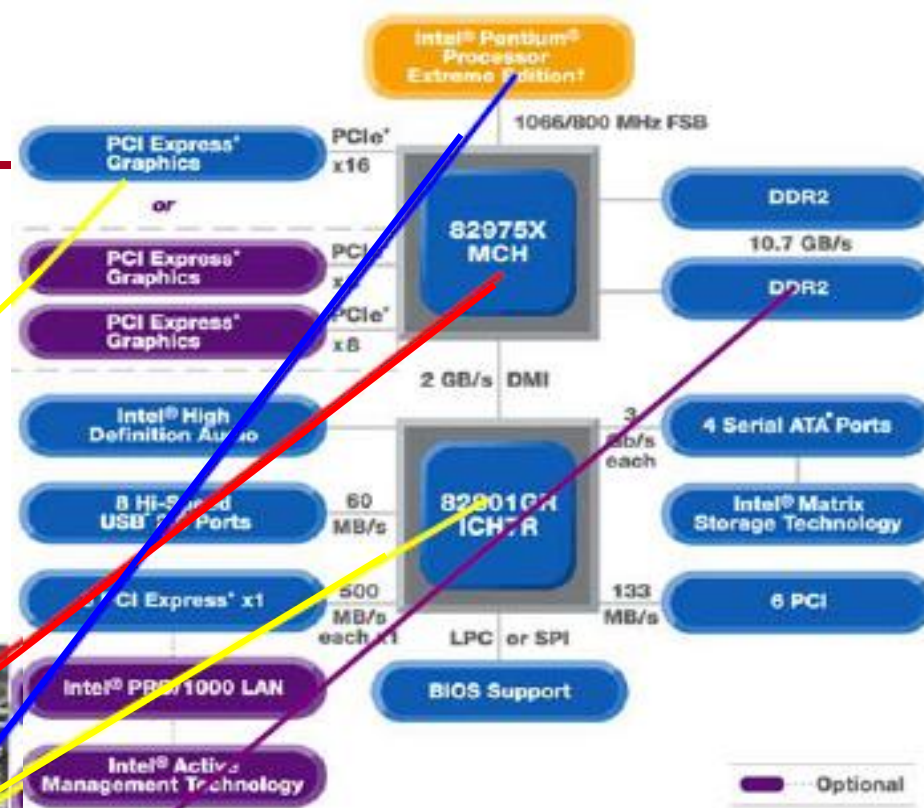 Intel® Pentium®
Processor
Extreme Edition†
1066/800 MHz FSB
PCI Express*
Graphics
PCIe*
x16
or
PCI Express*
Graphics
PCIe*
PCI Express*
Graphics
PCIe*
x8
82975X
MCH
DDR2
10.7 GB/s
DDR2
2 GB/s DMI
Intel® High
Definition Audio
8 Hi-Speed
USB Ports
60
MB/s
82801GR
ICH7R
3
Gb/s
each
4 Serial ATA* Ports
Intel® Matrix
Storage Technology
PCI Express* x1
500
MB/s
each x1
133
MB/s
6 PCI
LPC or SPI
BIOS Support
Intel® PRO/1000 LAN
Intel® Active
Management Technology
Optional